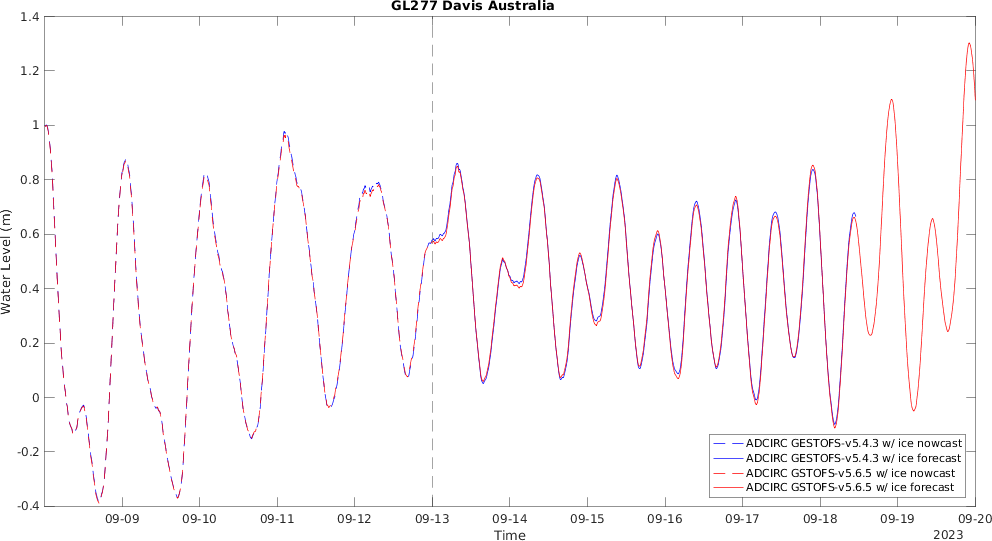 GL277 Davis Australia
1.4
1.2
1
0.8
0.6
0.4
0.2
0
-0.2
-0.4
Water Level (m)
ADCIRC GESTOFS-v5.4.3 w/ ice nowcast
ADCIRC GESTOFS-v5.4.3 w/ ice forecast
ADCIRC GSTOFS-v5.6.5 w/ ice nowcast
ADCIRC GSTOFS-v5.6.5 w/ ice forecast
09-09 09-10 09-11 09-12 09-13 09-14 09-15 09-16 09-17 09-18 09-19 09-20
Time
2023